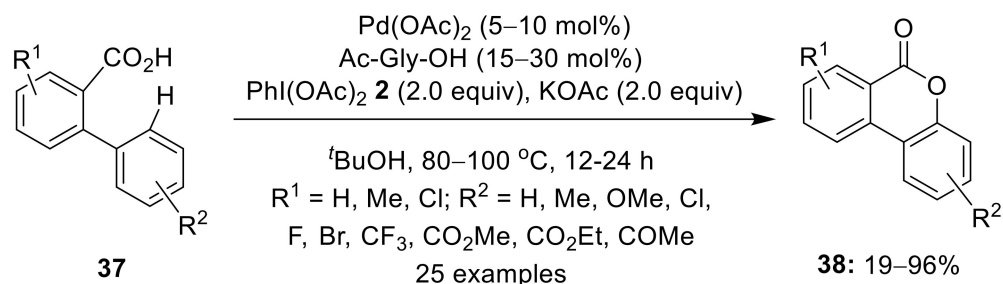 Pd(OAc)₂ (5–10 mol%)
Ac-Gly-OH (15–30 mol%)
PhI(OAc)₂ 2 (2.0 equiv), KOAc (2.0 equiv)
ᵗBuOH, 80–100 ᵒC, 12-24 h
R¹ = H, Me, Cl; R² = H, Me, OMe, Cl,
F, Br, CF₃, CO₂Me, CO₂Et, COMe
25 examples
R¹
CO₂H
H
R²
37
O
R¹
O
R²
38: 19–96%